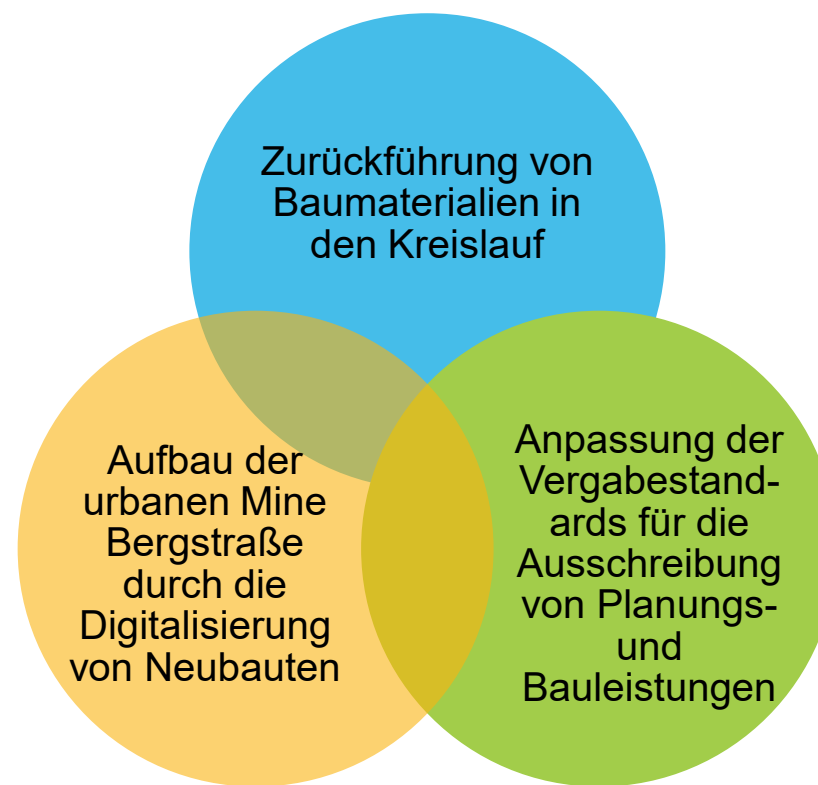 Zurückführung von
Baumaterialien in
den Kreislauf
Aufbau der
urbanen Mine
Bergstraße
durch die
Digitalisierung
von Neubauten
Anpassung der
Vergabestand-
ards für die
Ausschreibung
von Planungs-
und
Bauleistungen